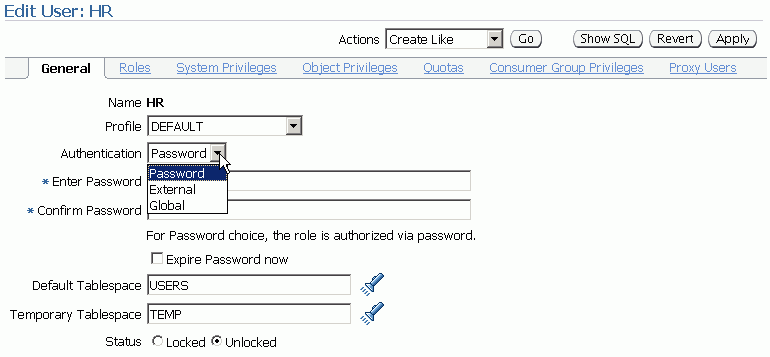 Edit User: HR
Actions Create Like Go Show SQL Revert Apply
General Roles System Privileges Object Privileges Quotas Consumer Group Privileges Proxy Users
Name HR
Profile DEFAULT
Authentication Password
Password
* Enter Password
External
Global
* Confirm Password
For Password choice, the role is authorized via password.
Expire Password now
Default Tablespace USERS
Temporary Tablespace TEMP
Status Locked Unlocked